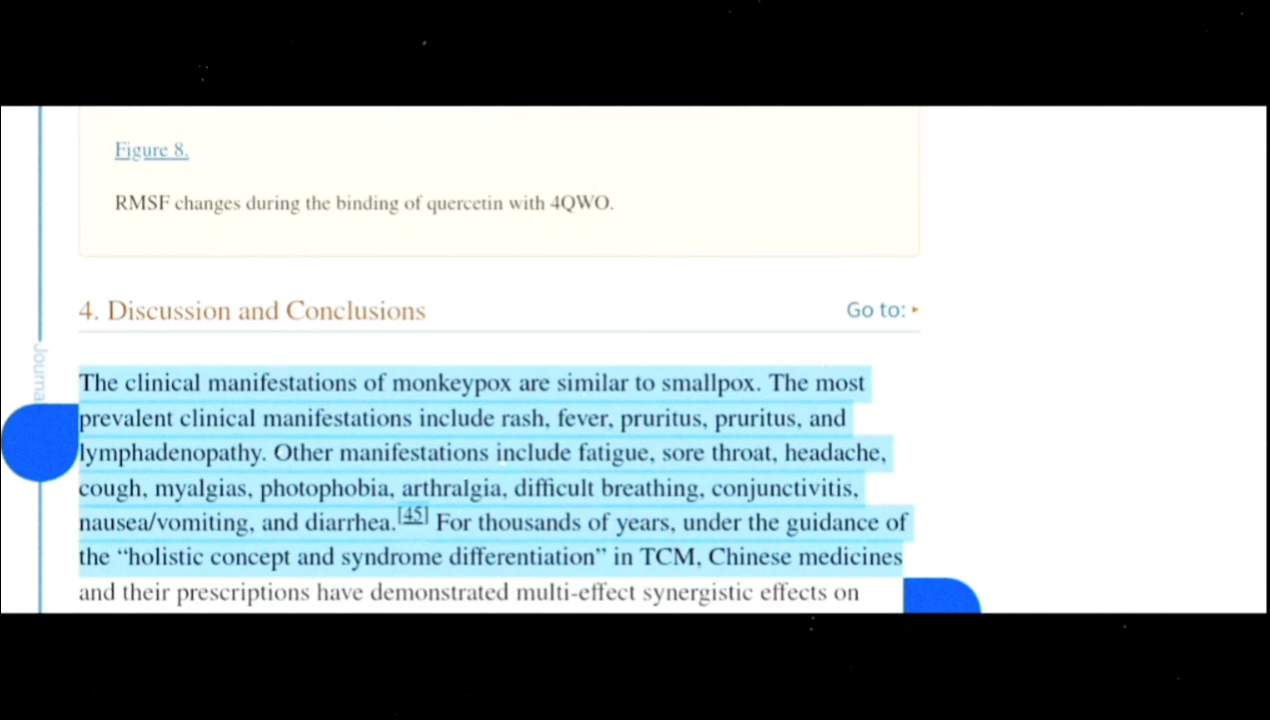 Figure 8.
RMSF changes during the binding of quercetin with 4QWO.
4. Discussion and Conclusions
Go to:
Journal
The clinical manifestations of monkeypox are similar to smallpox. The most
prevalent clinical manifestations include rash, fever, pruritus, pruritus, and
lymphadenopathy. Other manifestations include fatigue, sore throat, headache,
cough, myalgias, photophobia, arthralgia, difficult breathing, conjunctivitis,
nausea/vomiting, and diarrhea.[45] For thousands of years, under the guidance of
the “holistic concept and syndrome differentiation” in TCM, Chinese medicines
and their prescriptions have demonstrated multi-effect synergistic effects on